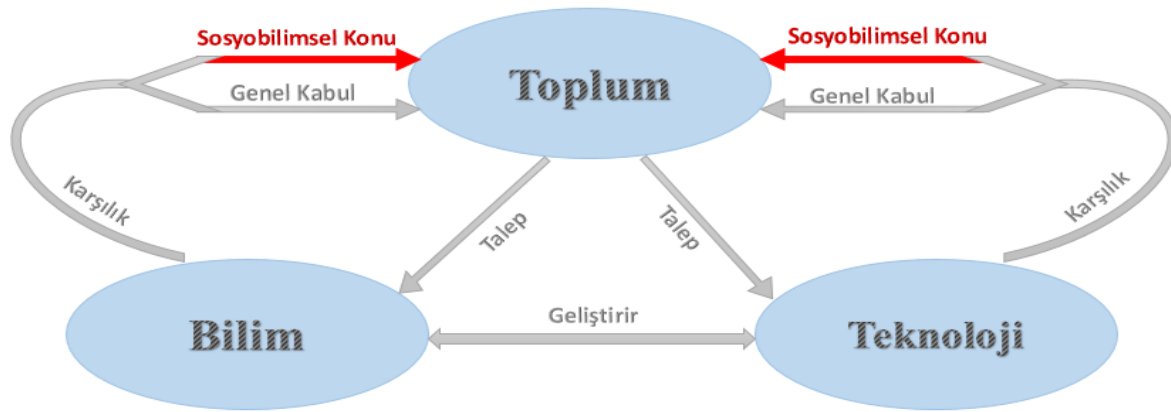 Sosyobilimsel Konu
Sosyobilimsel Konu
Toplum
Genel Kabul
Genel Kabul
Karşılık
Talep
Talep
Karşılık
Geliştirir
Bilim
Teknoloji